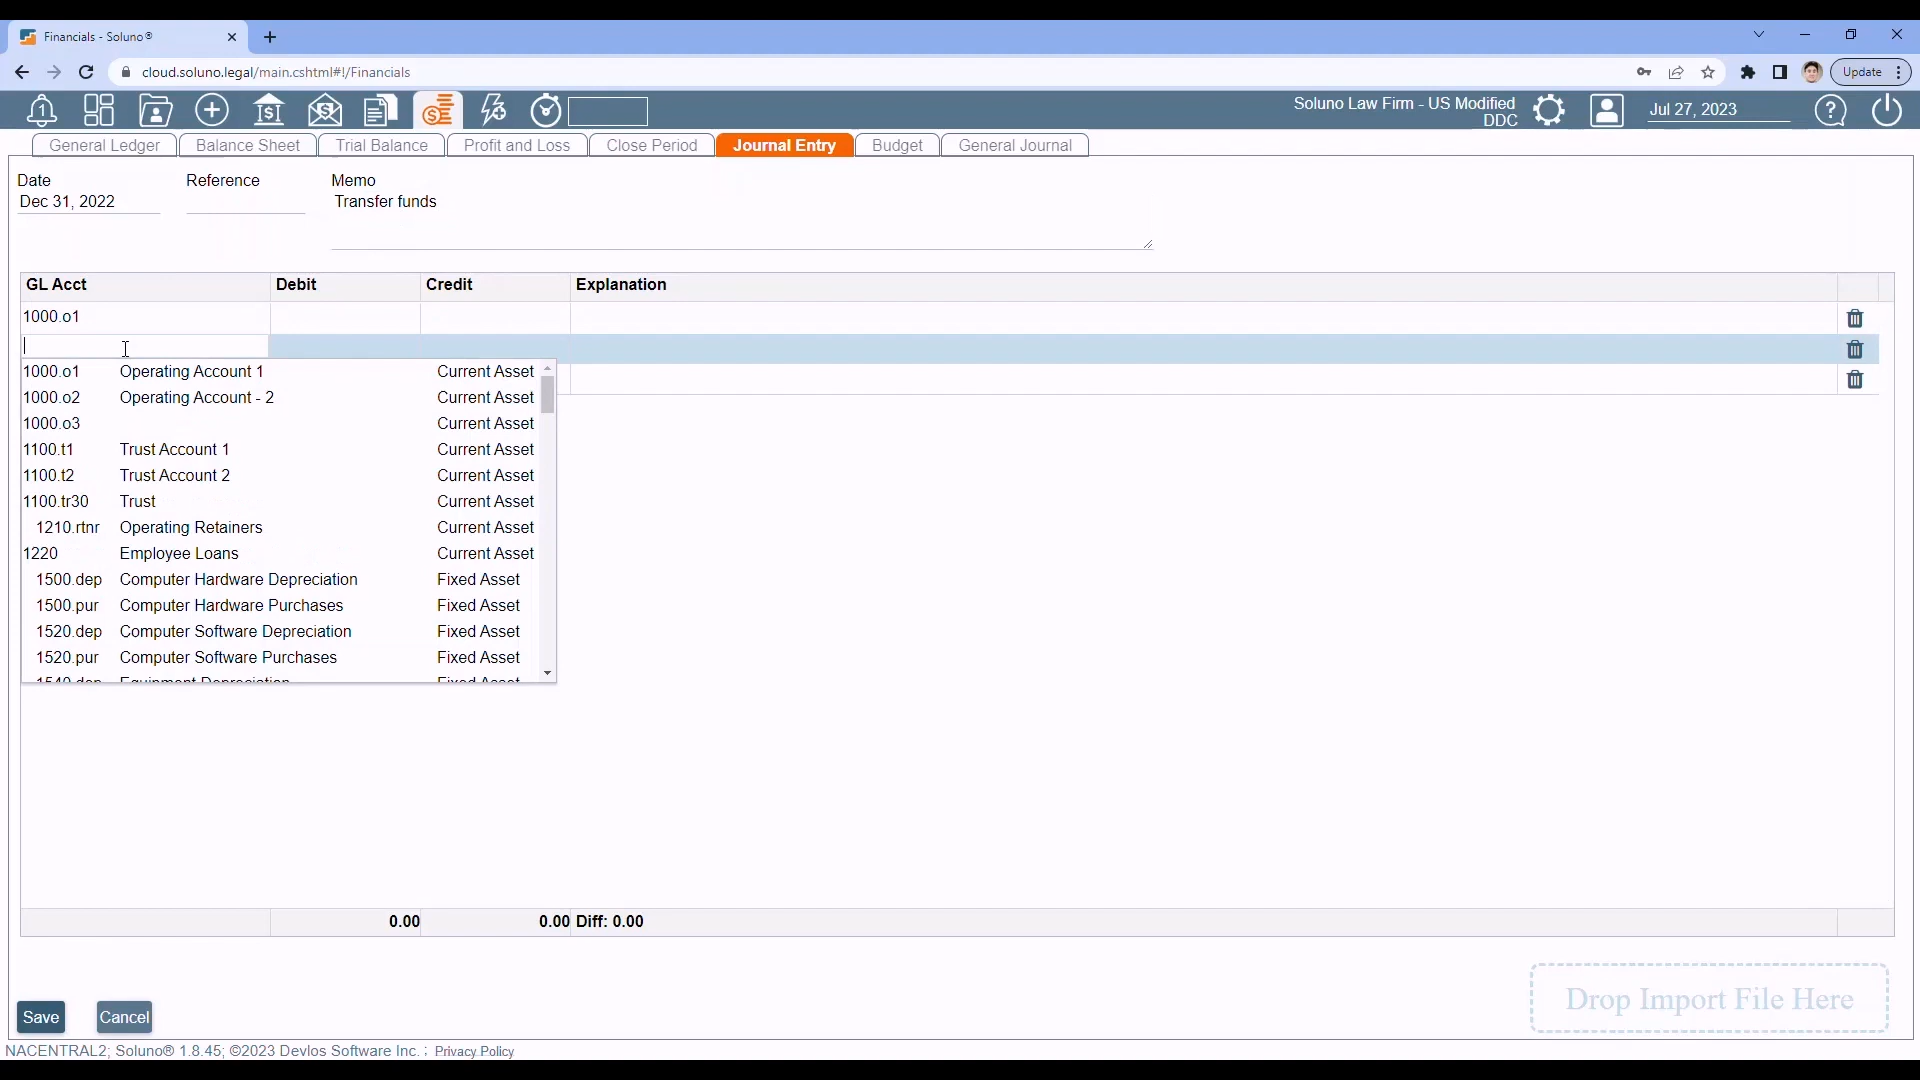 Financials - Soluno®
cloud.soluno.legal/main.cshtml#!/Financials
Update
1
Soluno Law Firm - US Modified
DDC
Jul 27, 2023
General Ledger
Balance Sheet
Trial Balance
Profit and Loss
Close Period
Journal Entry
Budget
General Journal
Date
Reference
Memo
Dec 31, 2022
Transfer funds
GL Acct
Debit
Credit
Explanation
1000.o1
1000.o1 Operating Account 1 Current Asset
1000.o2 Operating Account - 2 Current Asset
1000.o3 Current Asset
1100.t1 Trust Account 1 Current Asset
1100.t2 Trust Account 2 Current Asset
1100.tr30 Trust Current Asset
1210.rtnr Operating Retainers Current Asset
1220 Employee Loans Current Asset
1500.dep Computer Hardware Depreciation Fixed Asset
1500.pur Computer Hardware Purchases Fixed Asset
1520.dep Computer Software Depreciation Fixed Asset
1520.pur Computer Software Purchases Fixed Asset
1540.dep Equipment Depreciation Fixed Asset
0.00 0.00 Diff: 0.00
Drop Import File Here
Save
Cancel
NACENTRAL2; Soluno® 1.8.45; ©2023 Devlos Software Inc. ; Privacy Policy